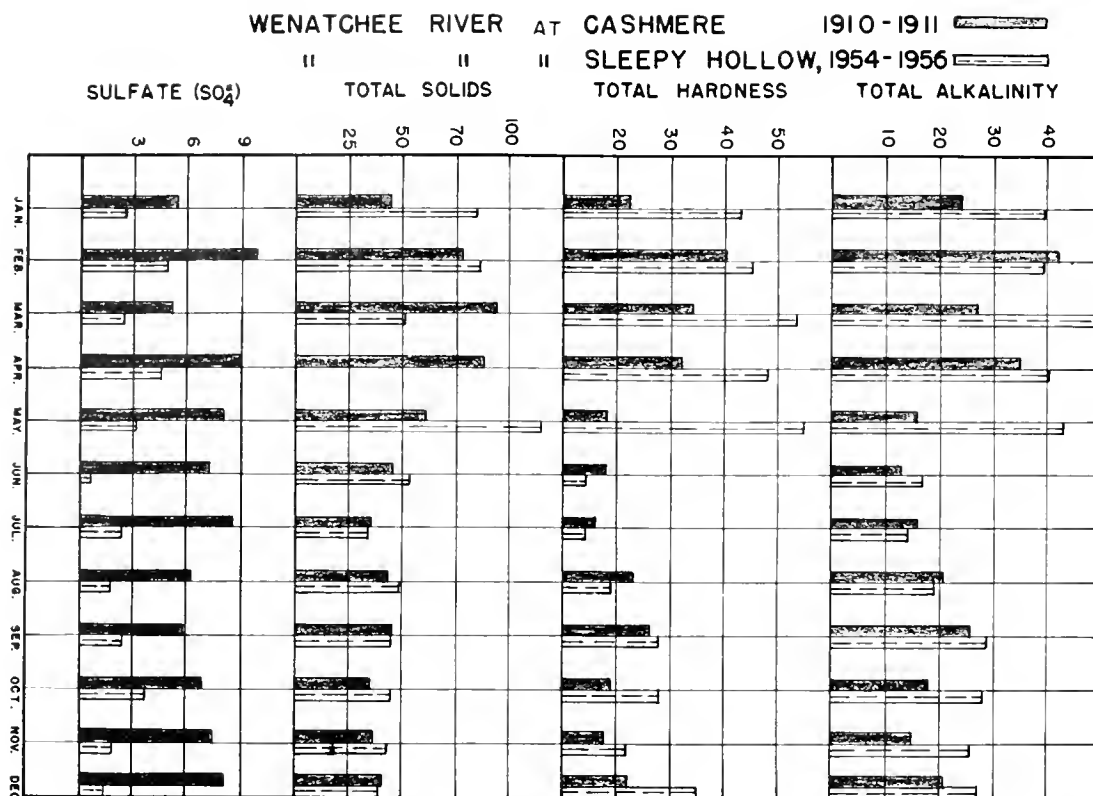 WENATCHEE RIVER AT CASHMERE 1910-1911
" " " SLEEPY HOLLOW, 1954-1956
SULFATE (SO₄⁼) TOTAL SOLIDS TOTAL HARDNESS TOTAL ALKALINITY
3 6 9 25 50 70 100 20 30 40 50 10 20 30 40
JAN.
FEB.
MAR.
APR.
MAY.
JUN.
JUL.
AUG.
SEP.
OCT.
NOV.
DEC